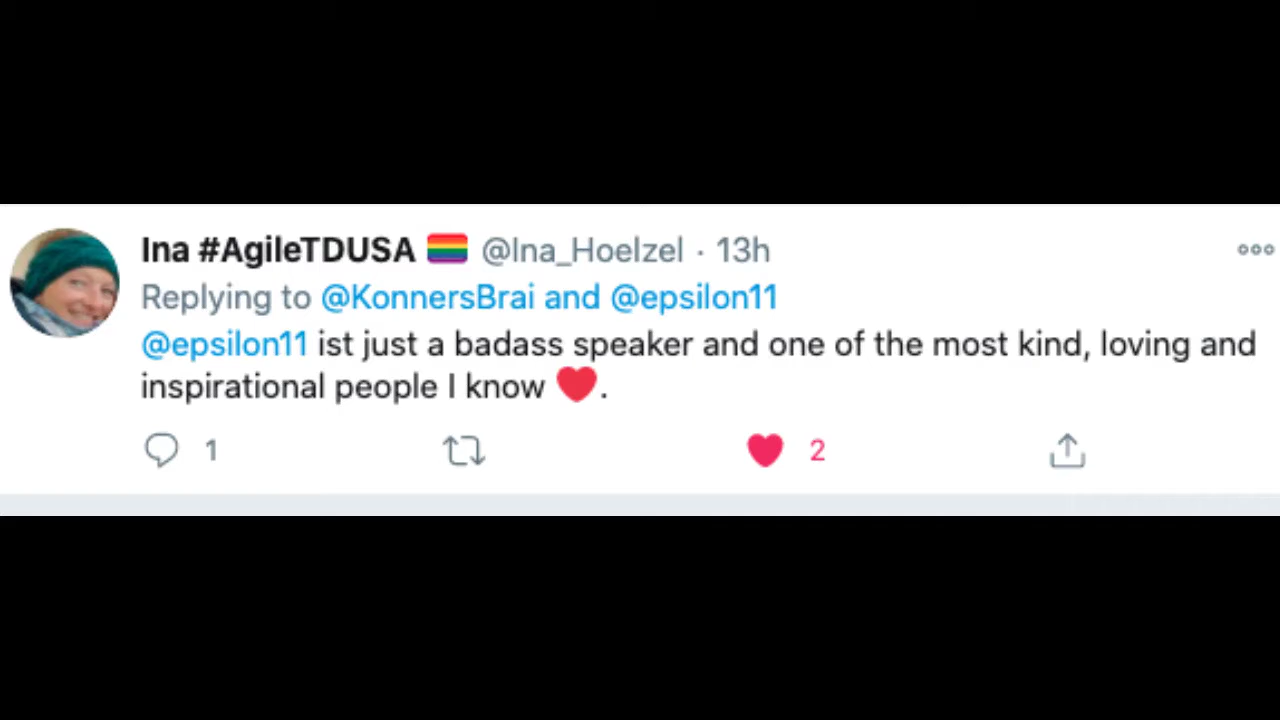 Ina #AgileTDUSA 🏳️‍🌈 @Ina_Hoelzel · 13h
Replying to @KonnersBrai and @epsilon11
@epsilon11 ist just a badass speaker and one of the most kind, loving and
inspirational people I know ❤️.
1 2